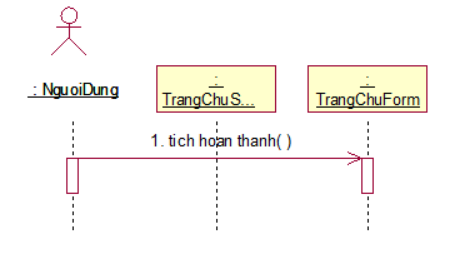 : NguoiDung
:
TrangChuS...
:
TrangChuForm
1. tich hoan thanh( )